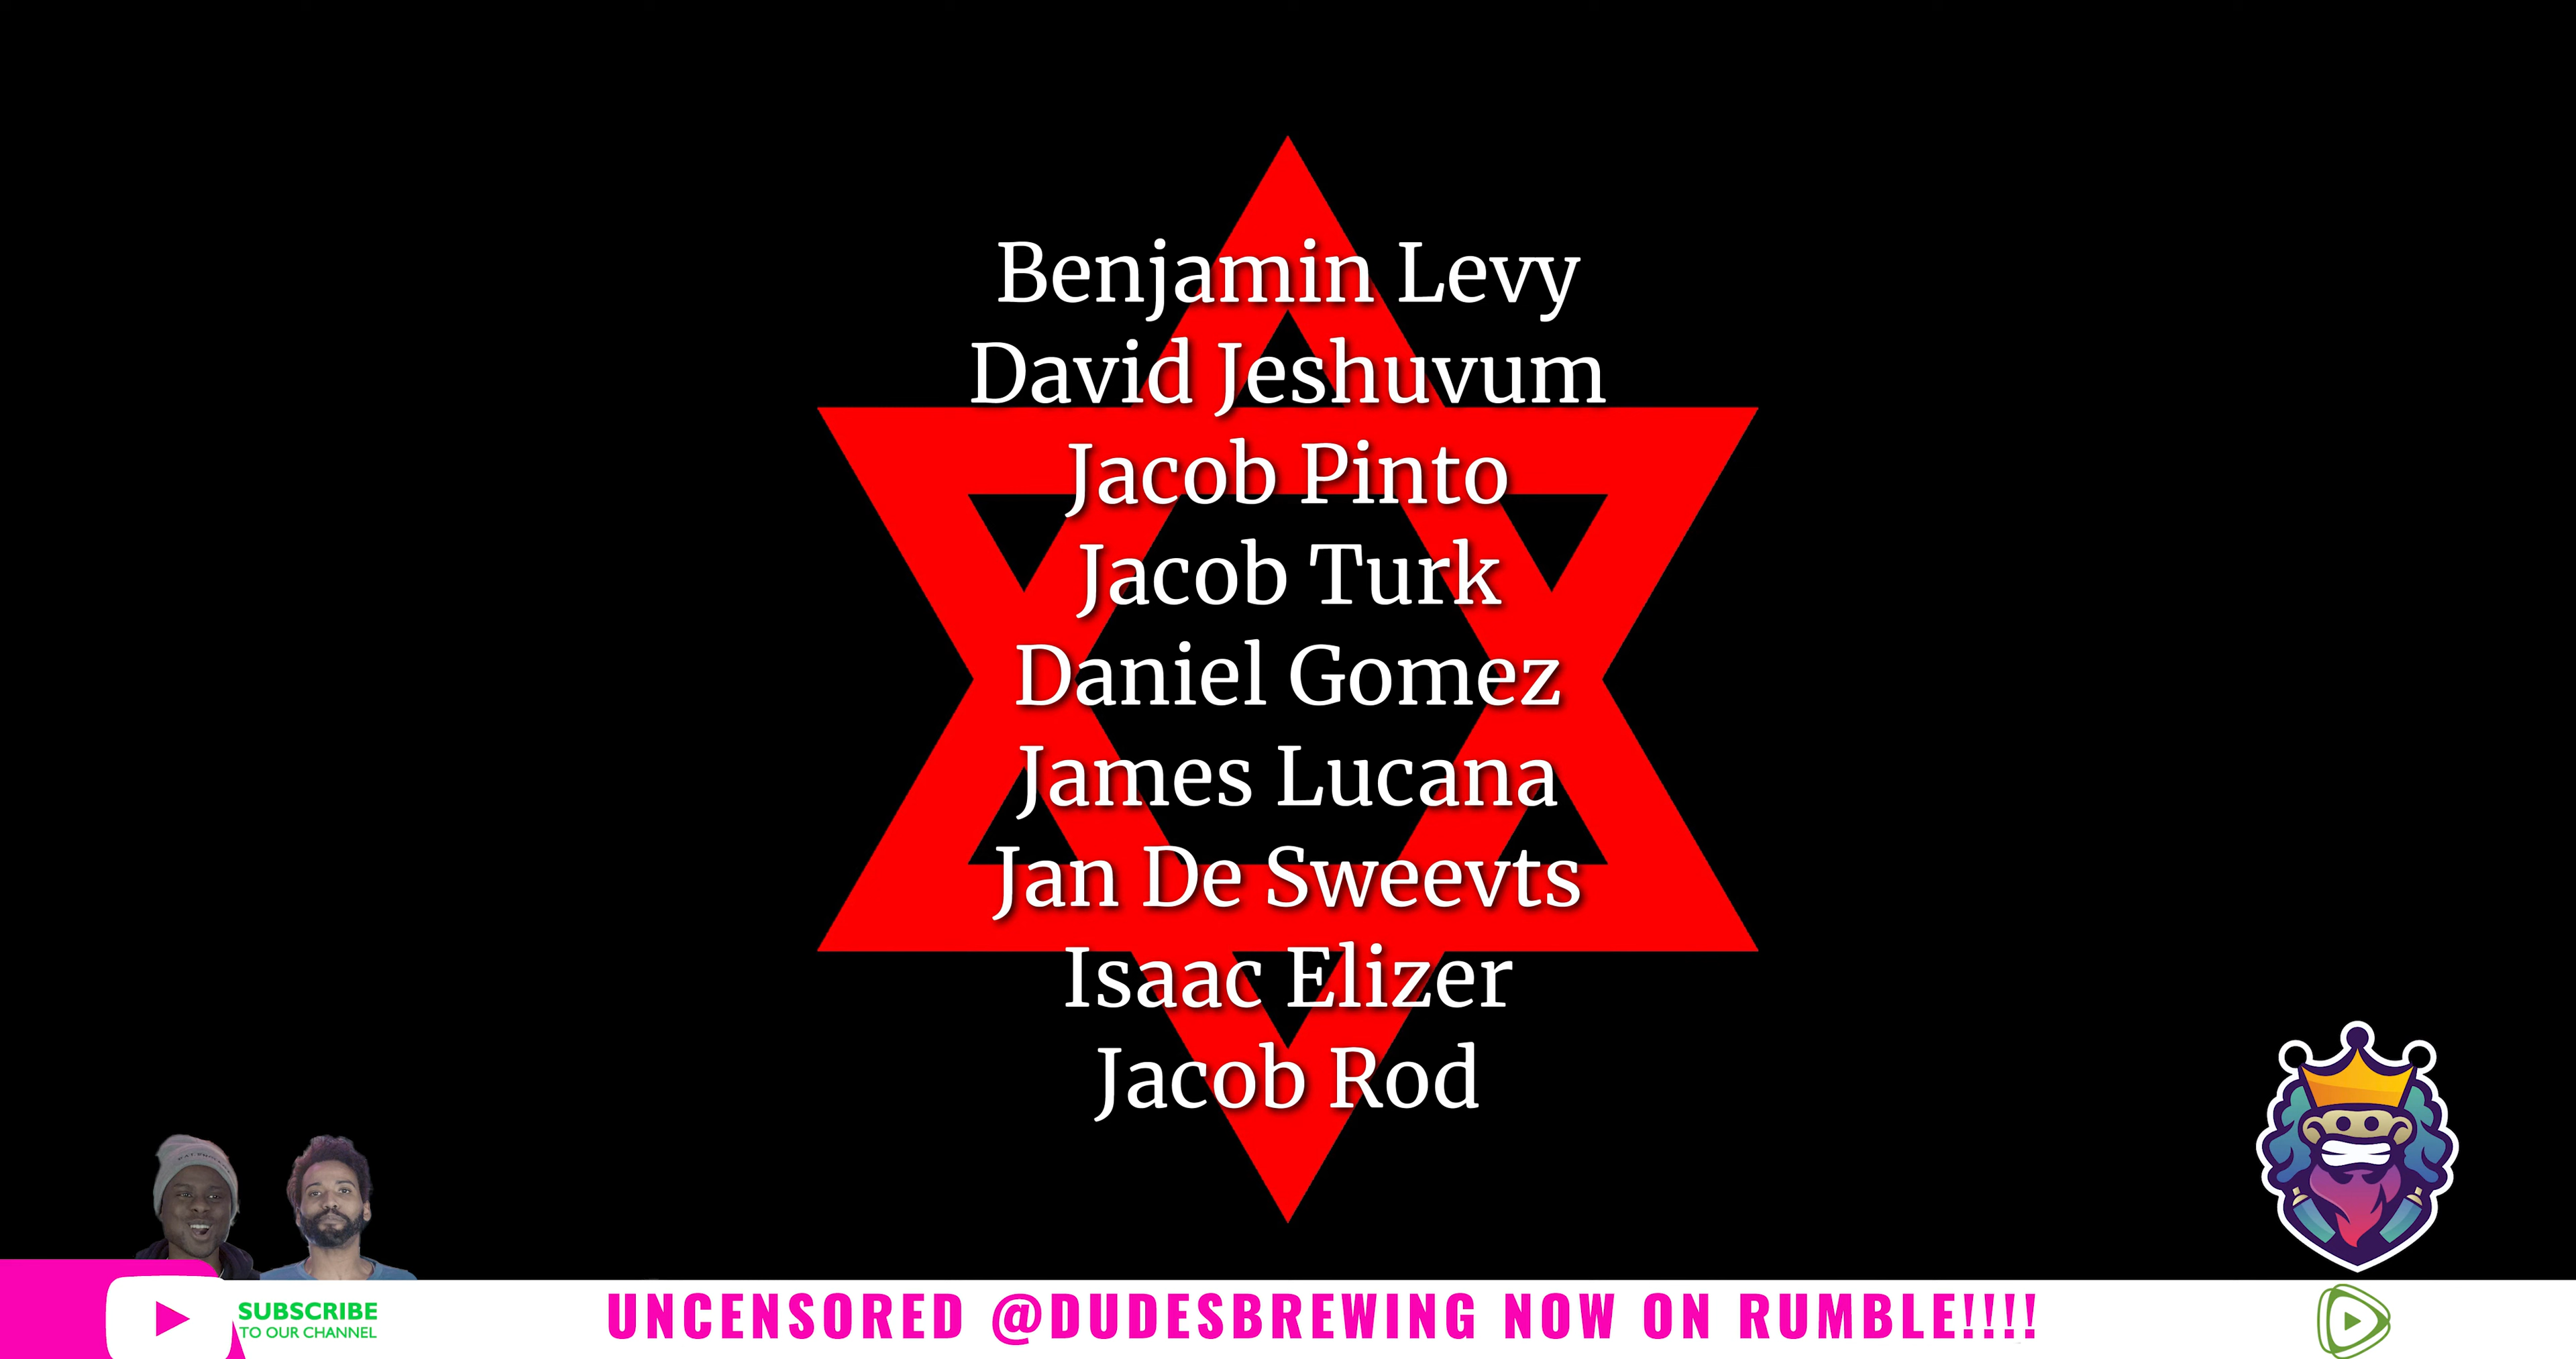 Benjamin Levy
David Jeshuvum
Jacob Pinto
Jacob Turk
Daniel Gomez
James Lucana
Jan De Sweevts
Isaac Elizer
Jacob Rod
SUBSCRIBE
TO OUR CHANNEL
UNCENSORED @DUDESBREWING NOW ON RUMBLE!!!!